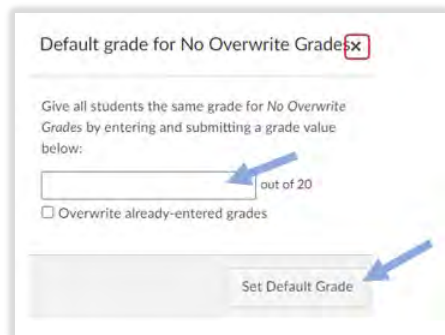 Default grade for No Overwrite Grades
Give all students the same grade for No Overwrite
Grades by entering and submitting a grade value
below:
out of 20
Overwrite already-entered grades
Set Default Grade